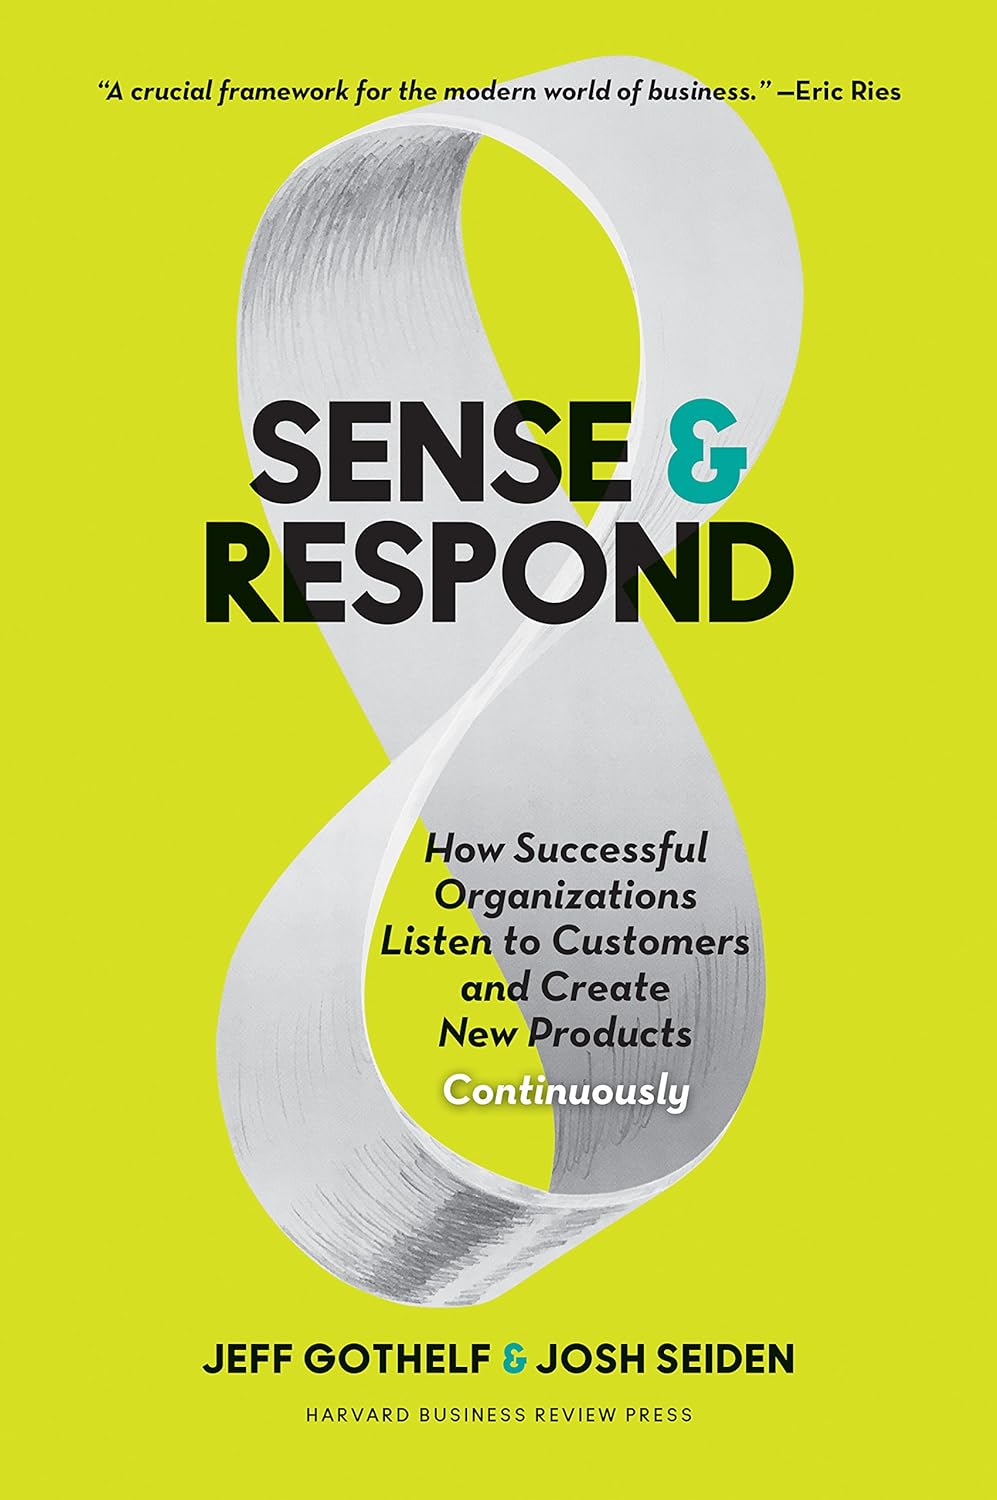 “A crucial framework for the modern world of business.” —Eric Ries
SENSE &
RESPOND
How Successful
Organizations
Listen to Customers
and Create
New Products
Continuously
JEFF GOTHELF & JOSH SEIDEN
HARVARD BUSINESS REVIEW PRESS